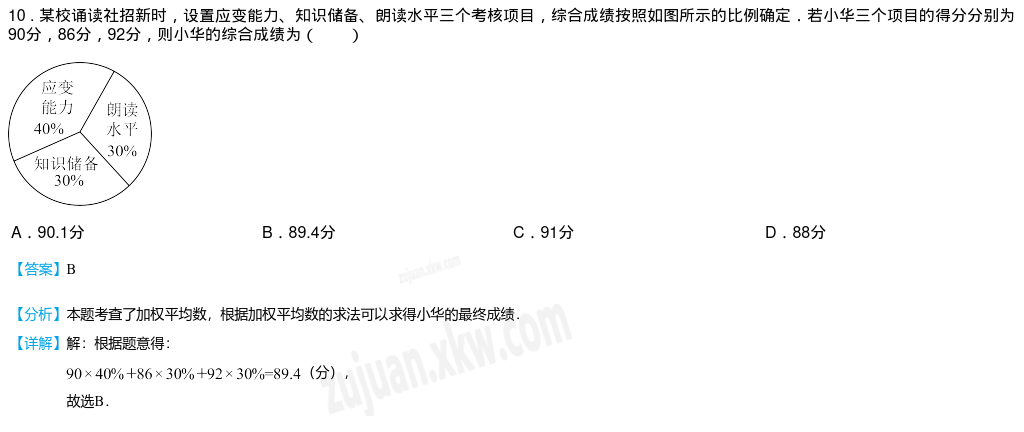 10．某校诵读社招新时，设置应变能力、知识储备、朗读水平三个考核项目，综合成绩按照如图所示的比例确定．若小华三个项目的得分分别为
90分，86分，92分，则小华的综合成绩为（　　）
应变
能力
40%
朗读
水平
30%
知识储备
30%
A．90.1分
B．89.4分
C．91分
D．88分
【答案】B
zujuan.xkw.com
【分析】本题考查了加权平均数，根据加权平均数的求法可以求得小华的最终成绩．
【详解】解：根据题意得：
90×40%+86×30%+92×30%=89.4（分），
故选B．
zujuan.xkw.com